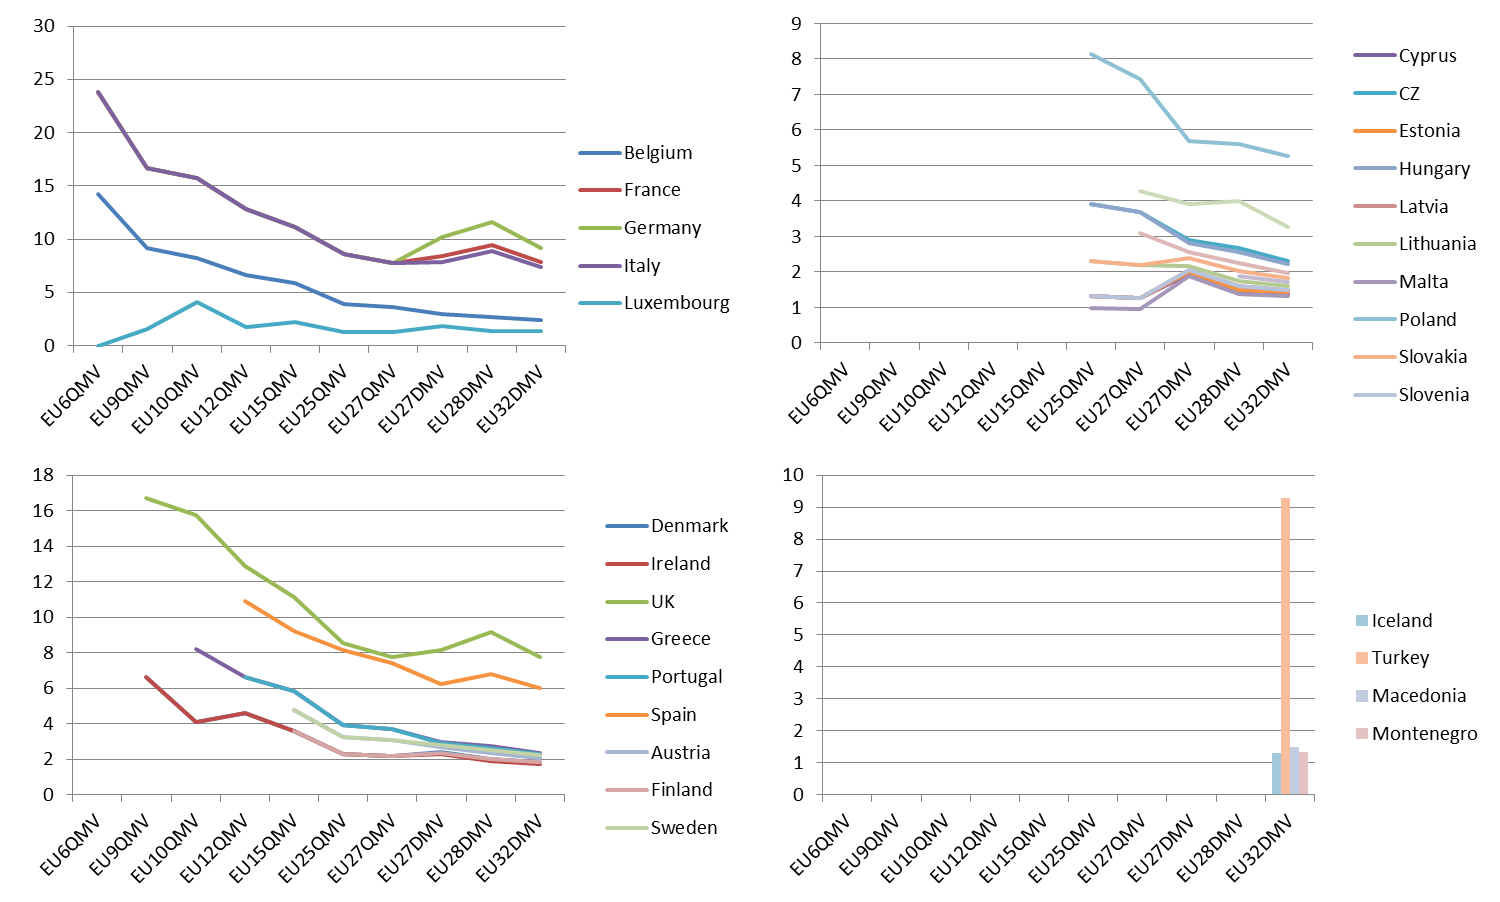 30
25
20
15
10
5
0
EU6QMV
EU9QMV
EU10QMV
EU12QMV
EU15QMV
EU25QMV
EU27QMV
EU27DMV
EU28DMV
EU32DMV
Belgium
France
Germany
Italy
Luxembourg
9
8
7
6
5
4
3
2
1
0
EU6QMV
EU9QMV
EU10QMV
EU12QMV
EU15QMV
EU25QMV
EU27QMV
EU27DMV
EU28DMV
EU32DMV
Cyprus
CZ
Estonia
Hungary
Latvia
Lithuania
Malta
Poland
Slovakia
Slovenia
18
16
14
12
10
8
6
4
2
0
EU6QMV
EU9QMV
EU10QMV
EU12QMV
EU15QMV
EU25QMV
EU27QMV
EU27DMV
EU28DMV
EU32DMV
Denmark
Ireland
UK
Greece
Portugal
Spain
Austria
Finland
Sweden
10
9
8
7
6
5
4
3
2
1
0
EU6QMV
EU9QMV
EU10QMV
EU12QMV
EU15QMV
EU25QMV
EU27QMV
EU27DMV
EU28DMV
EU32DMV
Iceland
Turkey
Macedonia
Montenegro